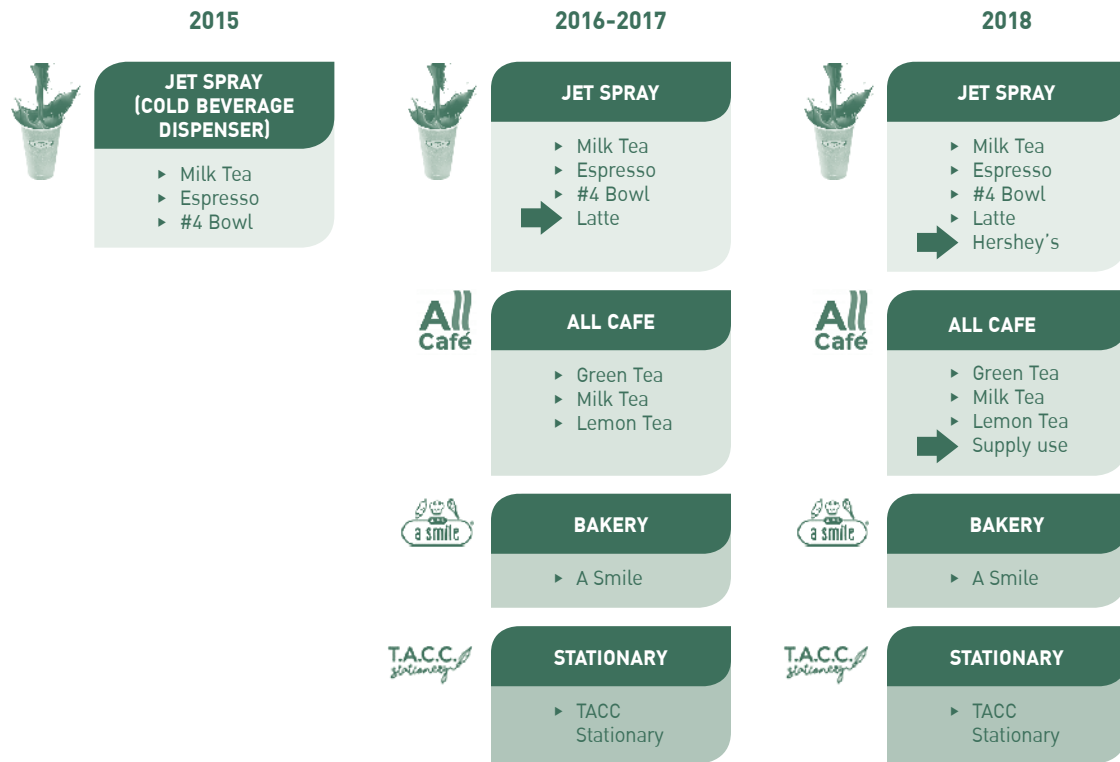 2015
JET SPRAY
(COLD BEVERAGE
DISPENSER)
Milk Tea
Espresso
#4 Bowl
2016-2017
JET SPRAY
Milk Tea
Espresso
#4 Bowl
Latte
All
Café
ALL CAFE
Green Tea
Milk Tea
Lemon Tea
a smile
BAKERY
A Smile
T.A.C.C.
stationery
STATIONARY
TACC
Stationary
2018
JET SPRAY
Milk Tea
Espresso
#4 Bowl
Latte
Hershey's
All
Café
ALL CAFE
Green Tea
Milk Tea
Lemon Tea
Supply use
a smile
BAKERY
A Smile
T.A.C.C.
stationery
STATIONARY
TACC
Stationary